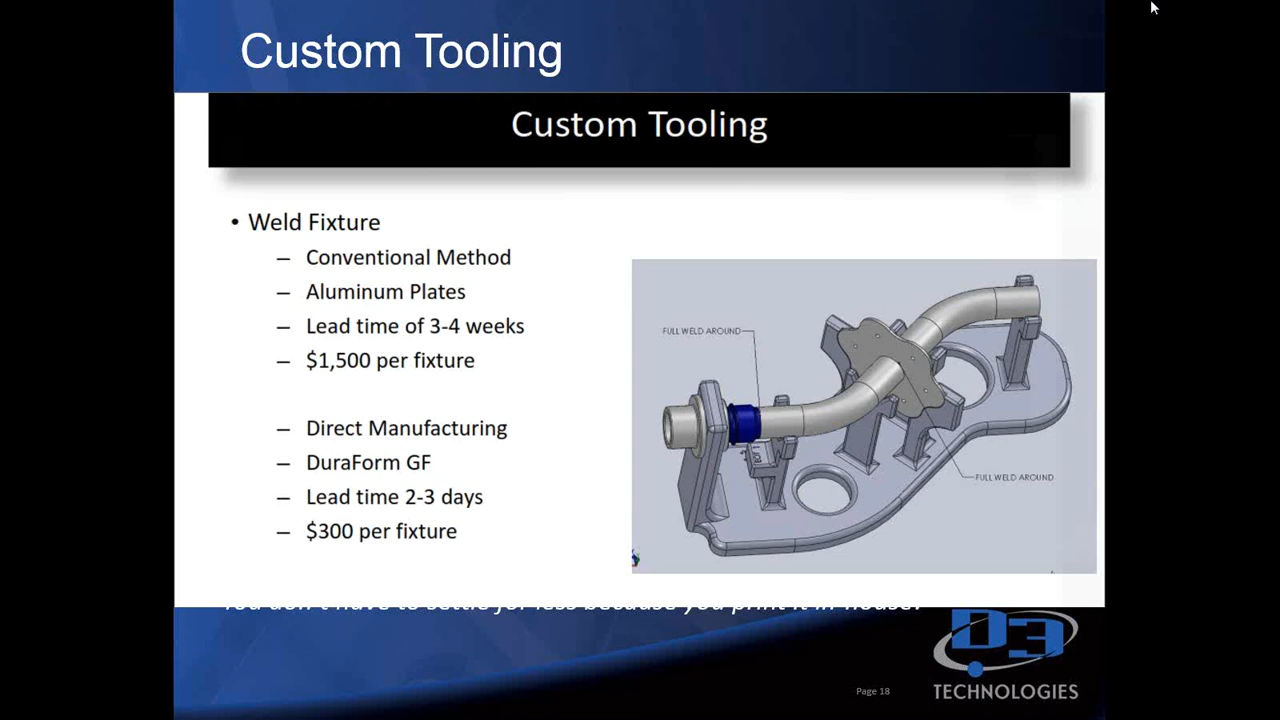 Custom Tooling
Custom Tooling
• Weld Fixture
– Conventional Method
– Aluminum Plates
– Lead time of 3-4 weeks
– $1,500 per fixture
– Direct Manufacturing
– DuraForm GF
– Lead time 2-3 days
– $300 per fixture
FULL WELD AROUND
FULL WELD AROUND
You don't have to settle for less because you print it in house!
D3
TECHNOLOGIES
Page 18